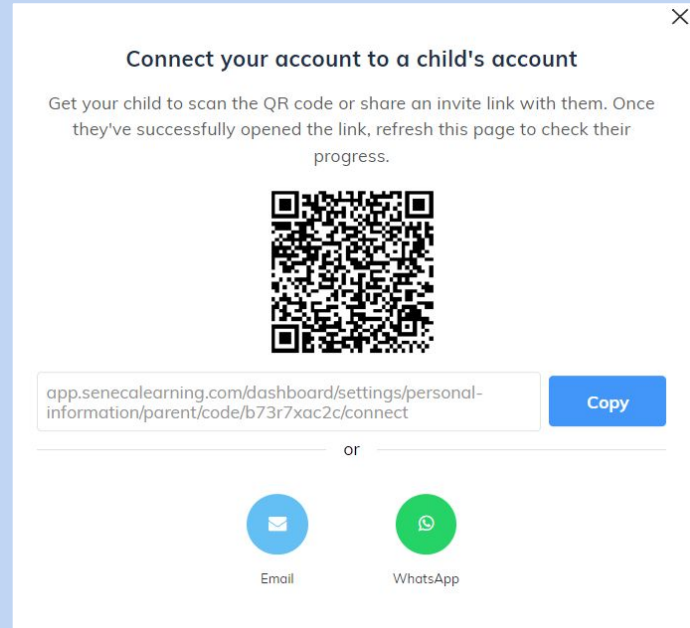 Connect your account to a child's account
Get your child to scan the QR code or share an invite link with them. Once
they've successfully opened the link, refresh this page to check their
progress.
app.senecalearning.com/dashboard/settings/personal-
information/parent/code/b73r7xac2c/connect
Copy
or
Email
WhatsApp